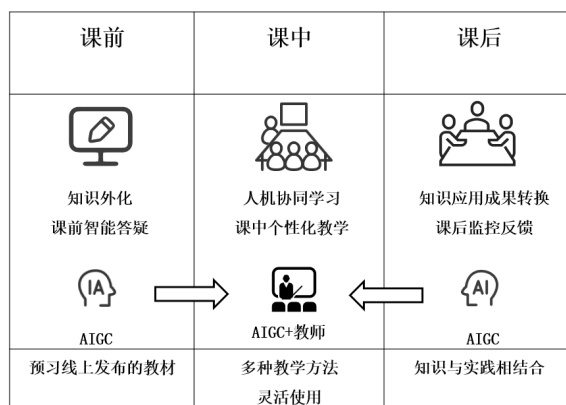 课前
课中
课后
知识外化
课前智能答疑
人机协同学习
课中个性化教学
知识应用成果转换
课后监控反馈
IA
AI
AIGC
AIGC+教师
AIGC
预习线上发布的教材
多种教学方法
灵活使用
知识与实践相结合